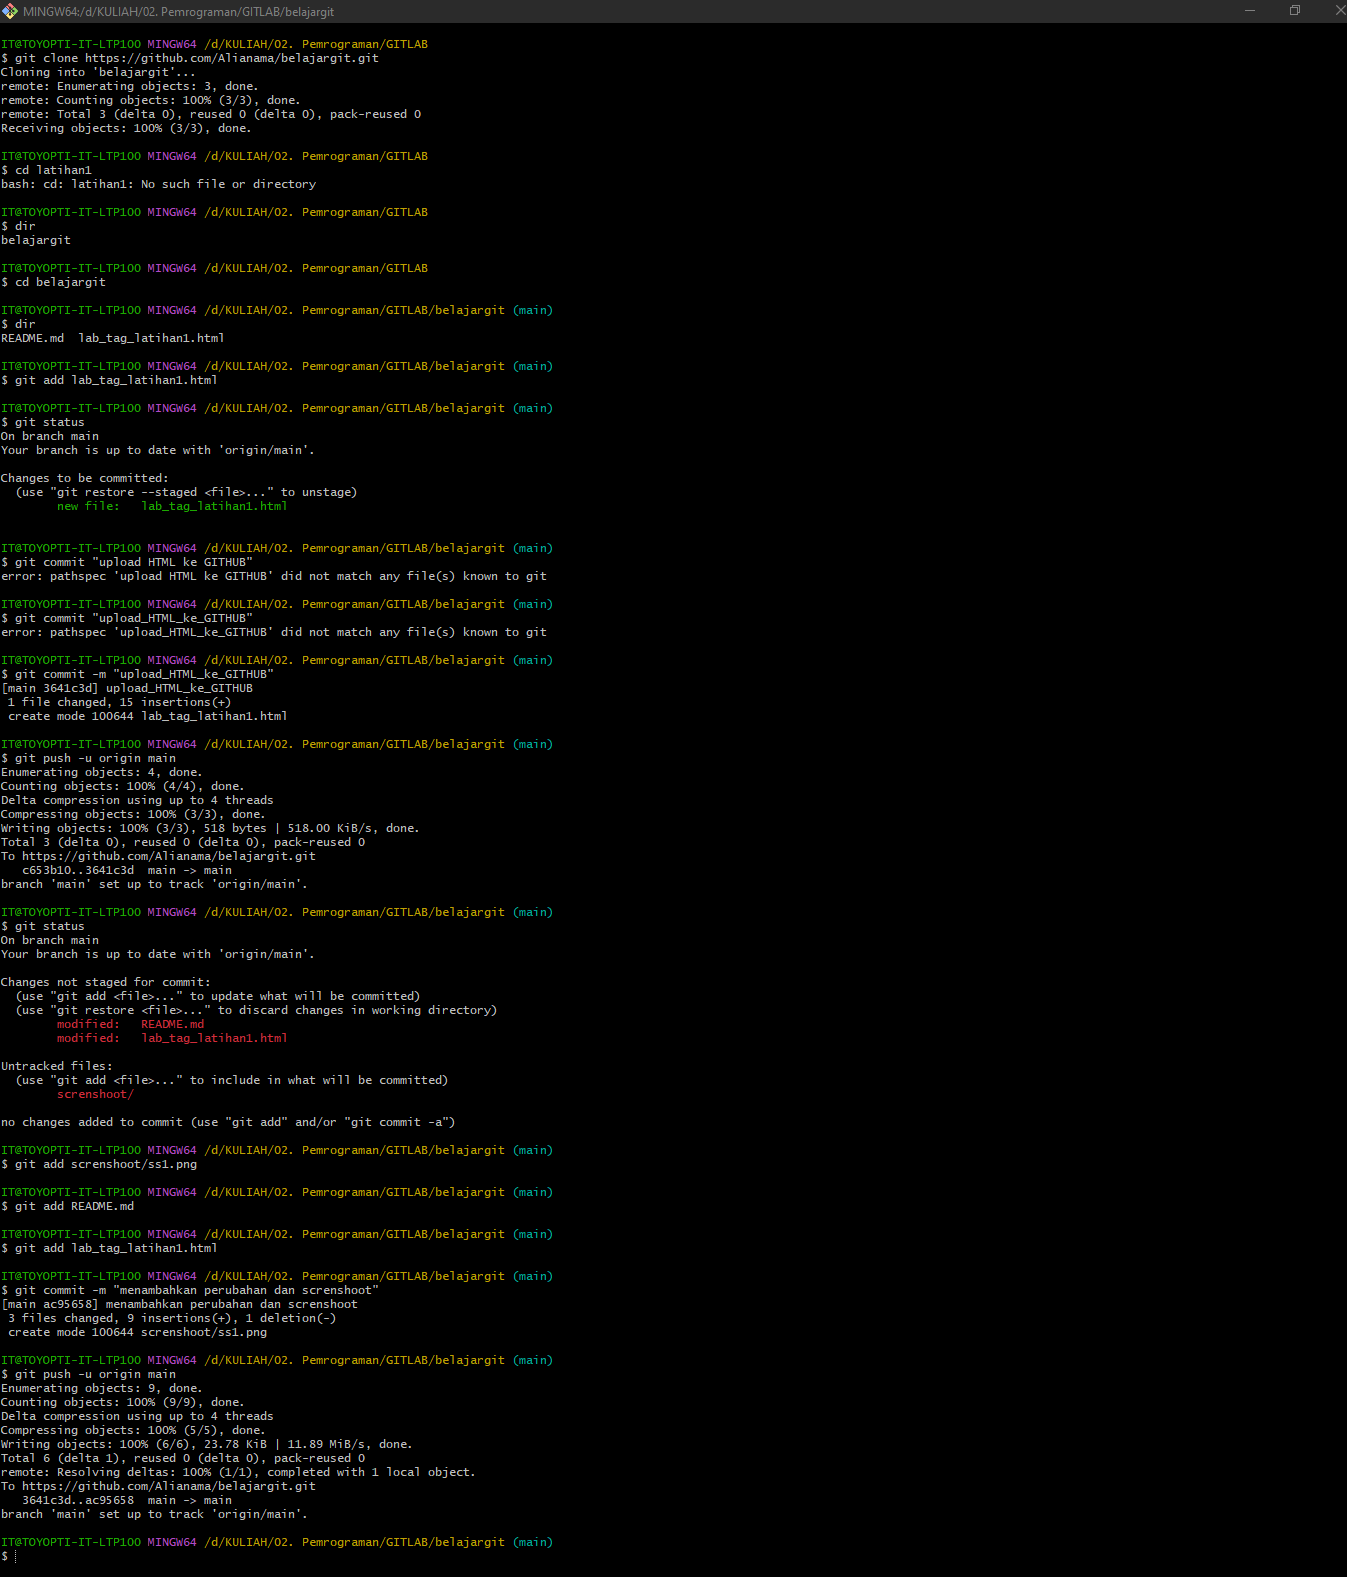 MINGW64:/d/KULIAH/02. Pemrograman/GITLAB/belajargit
IT@TOYOPTI-IT-LTP100 MINGW64 /d/KULIAH/02. Pemrograman/GITLAB
$ git clone https://github.com/Alianama/belajargit.git
Cloning into 'belajargit'...
remote: Enumerating objects: 3, done.
remote: Counting objects: 100% (3/3), done.
remote: Total 3 (delta 0), reused 0 (delta 0), pack-reused 0
Receiving objects: 100% (3/3), done.
IT@TOYOPTI-IT-LTP100 MINGW64 /d/KULIAH/02. Pemrograman/GITLAB
$ cd latihan1
bash: cd: latihan1: No such file or directory
IT@TOYOPTI-IT-LTP100 MINGW64 /d/KULIAH/02. Pemrograman/GITLAB
$ dir
belajargit
IT@TOYOPTI-IT-LTP100 MINGW64 /d/KULIAH/02. Pemrograman/GITLAB
$ cd belajargit
IT@TOYOPTI-IT-LTP100 MINGW64 /d/KULIAH/02. Pemrograman/GITLAB/belajargit (main)
$ dir
README.md  lab_tag_latihan1.html
IT@TOYOPTI-IT-LTP100 MINGW64 /d/KULIAH/02. Pemrograman/GITLAB/belajargit (main)
$ git add lab_tag_latihan1.html
IT@TOYOPTI-IT-LTP100 MINGW64 /d/KULIAH/02. Pemrograman/GITLAB/belajargit (main)
$ git status
On branch main
Your branch is up to date with 'origin/main'.
Changes to be committed:
  (use "git restore --staged <file>..." to unstage)
        new file:   lab_tag_latihan1.html
IT@TOYOPTI-IT-LTP100 MINGW64 /d/KULIAH/02. Pemrograman/GITLAB/belajargit (main)
$ git commit "upload HTML ke GITHUB"
error: pathspec 'upload HTML ke GITHUB' did not match any file(s) known to git
IT@TOYOPTI-IT-LTP100 MINGW64 /d/KULIAH/02. Pemrograman/GITLAB/belajargit (main)
$ git commit "upload_HTML_ke_GITHUB"
error: pathspec 'upload_HTML_ke_GITHUB' did not match any file(s) known to git
IT@TOYOPTI-IT-LTP100 MINGW64 /d/KULIAH/02. Pemrograman/GITLAB/belajargit (main)
$ git commit -m "upload_HTML_ke_GITHUB"
[main 3641c3d] upload_HTML_ke_GITHUB
 1 file changed, 15 insertions(+)
 create mode 100644 lab_tag_latihan1.html
IT@TOYOPTI-IT-LTP100 MINGW64 /d/KULIAH/02. Pemrograman/GITLAB/belajargit (main)
$ git push -u origin main
Enumerating objects: 4, done.
Counting objects: 100% (4/4), done.
Delta compression using up to 4 threads
Compressing objects: 100% (3/3), done.
Writing objects: 100% (3/3), 518 bytes | 518.00 KiB/s, done.
Total 3 (delta 0), reused 0 (delta 0), pack-reused 0
To https://github.com/Alianama/belajargit.git
   c653b10..3641c3d  main -> main
branch 'main' set up to track 'origin/main'.
IT@TOYOPTI-IT-LTP100 MINGW64 /d/KULIAH/02. Pemrograman/GITLAB/belajargit (main)
$ git status
On branch main
Your branch is up to date with 'origin/main'.
Changes not staged for commit:
  (use "git add <file>..." to update what will be committed)
  (use "git restore <file>..." to discard changes in working directory)
        modified:   README.md
        modified:   lab_tag_latihan1.html
Untracked files:
  (use "git add <file>..." to include in what will be committed)
        screnshoot/
no changes added to commit (use "git add" and/or "git commit -a")
IT@TOYOPTI-IT-LTP100 MINGW64 /d/KULIAH/02. Pemrograman/GITLAB/belajargit (main)
$ git add screnshoot/ss1.png
IT@TOYOPTI-IT-LTP100 MINGW64 /d/KULIAH/02. Pemrograman/GITLAB/belajargit (main)
$ git add README.md
IT@TOYOPTI-IT-LTP100 MINGW64 /d/KULIAH/02. Pemrograman/GITLAB/belajargit (main)
$ git add lab_tag_latihan1.html
IT@TOYOPTI-IT-LTP100 MINGW64 /d/KULIAH/02. Pemrograman/GITLAB/belajargit (main)
$ git commit -m "menambahkan perubahan dan screnshoot"
[main ac95658] menambahkan perubahan dan screnshoot
 3 files changed, 9 insertions(+), 1 deletion(-)
 create mode 100644 screnshoot/ss1.png
IT@TOYOPTI-IT-LTP100 MINGW64 /d/KULIAH/02. Pemrograman/GITLAB/belajargit (main)
$ git push -u origin main
Enumerating objects: 9, done.
Counting objects: 100% (9/9), done.
Delta compression using up to 4 threads
Compressing objects: 100% (5/5), done.
Writing objects: 100% (6/6), 23.78 KiB | 11.89 MiB/s, done.
Total 6 (delta 1), reused 0 (delta 0), pack-reused 0
remote: Resolving deltas: 100% (1/1), completed with 1 local object.
To https://github.com/Alianama/belajargit.git
   3641c3d..ac95658  main -> main
branch 'main' set up to track 'origin/main'.
IT@TOYOPTI-IT-LTP100 MINGW64 /d/KULIAH/02. Pemrograman/GITLAB/belajargit (main)
$